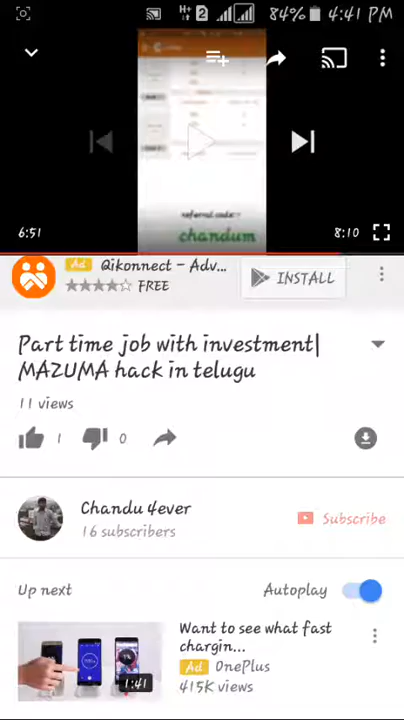 H+ 2 84% 4:41 PM
referral code:-
chandum
6:51 8:10
Ad Qikonnect - Adv...
FREE
INSTALL
Part time job with investment|
MAZUMA hack in telugu
11 views
1 0
Chandu 4ever
16 subscribers
Subscribe
Up next Autoplay
Want to see what fast
chargin...
Ad OnePlus
415K views
1:41